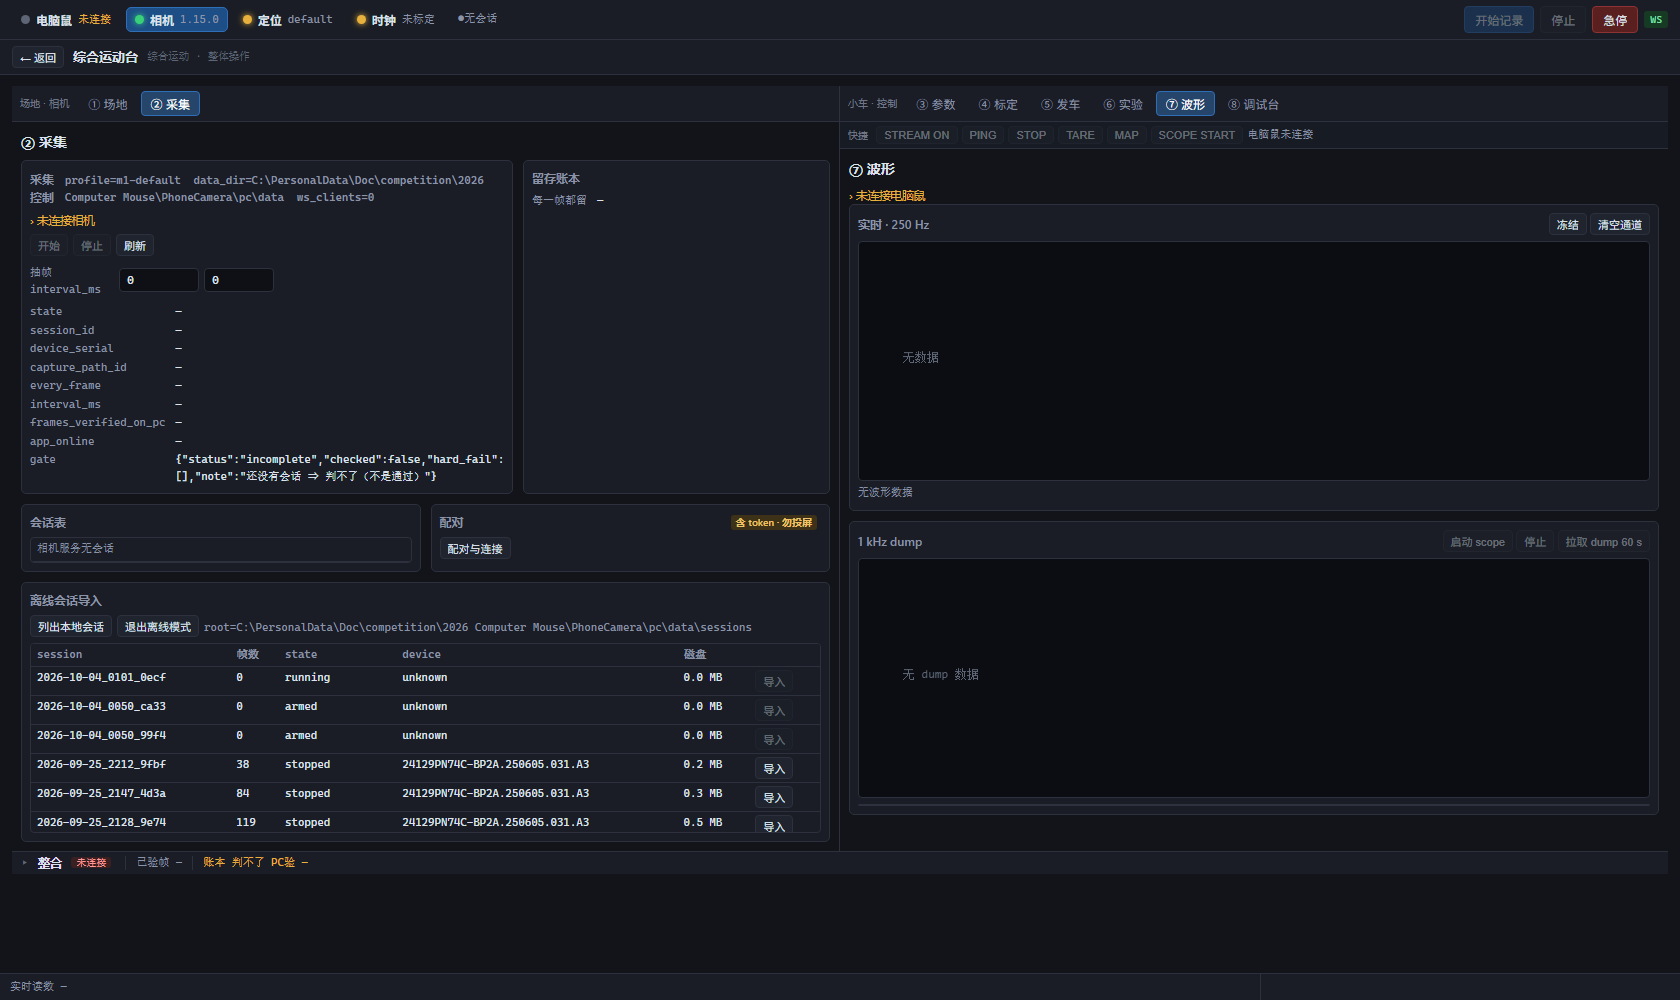 电脑鼠 未连接 相机 1.15.0 定位 default 时钟 未标定 无会话 开始记录 停止 急停 WS
←返回 综合运动台 综合运动 · 整体操作
场地 · 相机 ① 场地 ② 采集
② 采集
采集控制 profile=m1-default data_dir=C:\PersonalData\Doc\competition\2026
Computer Mouse\PhoneCamera\pc\data ws_clients=0
› 未连接相机
开始 停止 刷新
抽帧
interval_ms 0 0
state —
session_id —
device_serial —
capture_path_id —
every_frame —
interval_ms —
frames_verified_on_pc —
app_online —
gate {"status":"incomplete","checked":false,"hard_fail":
[],"note":"还没有会话 ⇒ 判不了（不是通过）"}
留存账本
每一帧都留 —
会话表
相机服务无会话
配对 含 token · 勿投屏
配对与连接
离线会话导入
列出本地会话 退出离线模式 root=C:\PersonalData\Doc\competition\2026 Computer Mouse\PhoneCamera\pc\data\sessions
session 帧数 state device 磁盘
2026-10-04_0101_0ecf 0 running unknown 0.0 MB 导入
2026-10-04_0050_ca33 0 armed unknown 0.0 MB 导入
2026-10-04_0050_99f4 0 armed unknown 0.0 MB 导入
2026-09-25_2212_9fbf 38 stopped 24129PN74C-BP2A.250605.031.A3 0.2 MB 导入
2026-09-25_2147_4d3a 84 stopped 24129PN74C-BP2A.250605.031.A3 0.3 MB 导入
2026-09-25_2128_9e74 119 stopped 24129PN74C-BP2A.250605.031.A3 0.5 MB 导入
小车 · 控制 ③ 参数 ④ 标定 ⑤ 发车 ⑥ 实验 ⑦ 波形 ⑧ 调试台
快捷 STREAM ON PING STOP TARE MAP SCOPE START 电脑鼠未连接
⑦ 波形
› 未连接电脑鼠
实时 · 250 Hz 冻结 清空通道
无数据
无波形数据
1 kHz dump 启动 scope 停止 拉取 dump 60 s
无 dump 数据
▸ 整合 未连接 已验帧 — 账本 判不了 PC验 —
实时读数 —